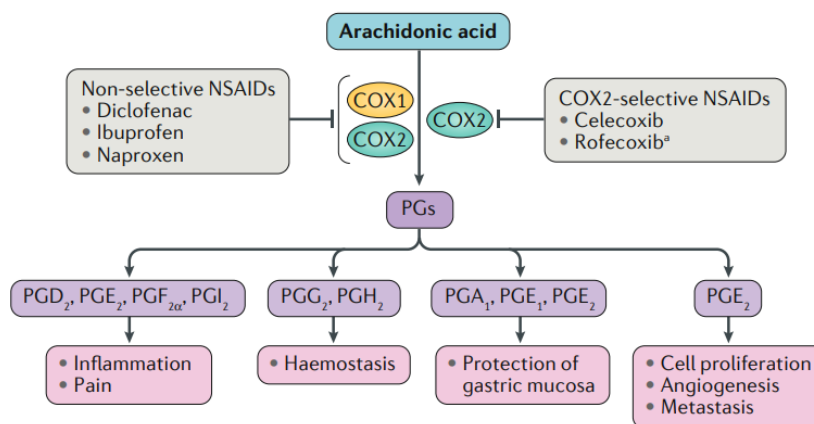 Arachidonic acid
Non-selective NSAIDs
• Diclofenac
• Ibuprofen
• Naproxen
COX1
COX2
COX2
COX2-selective NSAIDs
• Celecoxib
• Rofecoxibᵃ
PGs
PGD₂, PGE₂, PGF₂α, PGI₂
PGG₂, PGH₂
PGA₁, PGE₁, PGE₂
PGE₂
• Inflammation
• Pain
• Haemostasis
• Protection of
gastric mucosa
• Cell proliferation
• Angiogenesis
• Metastasis